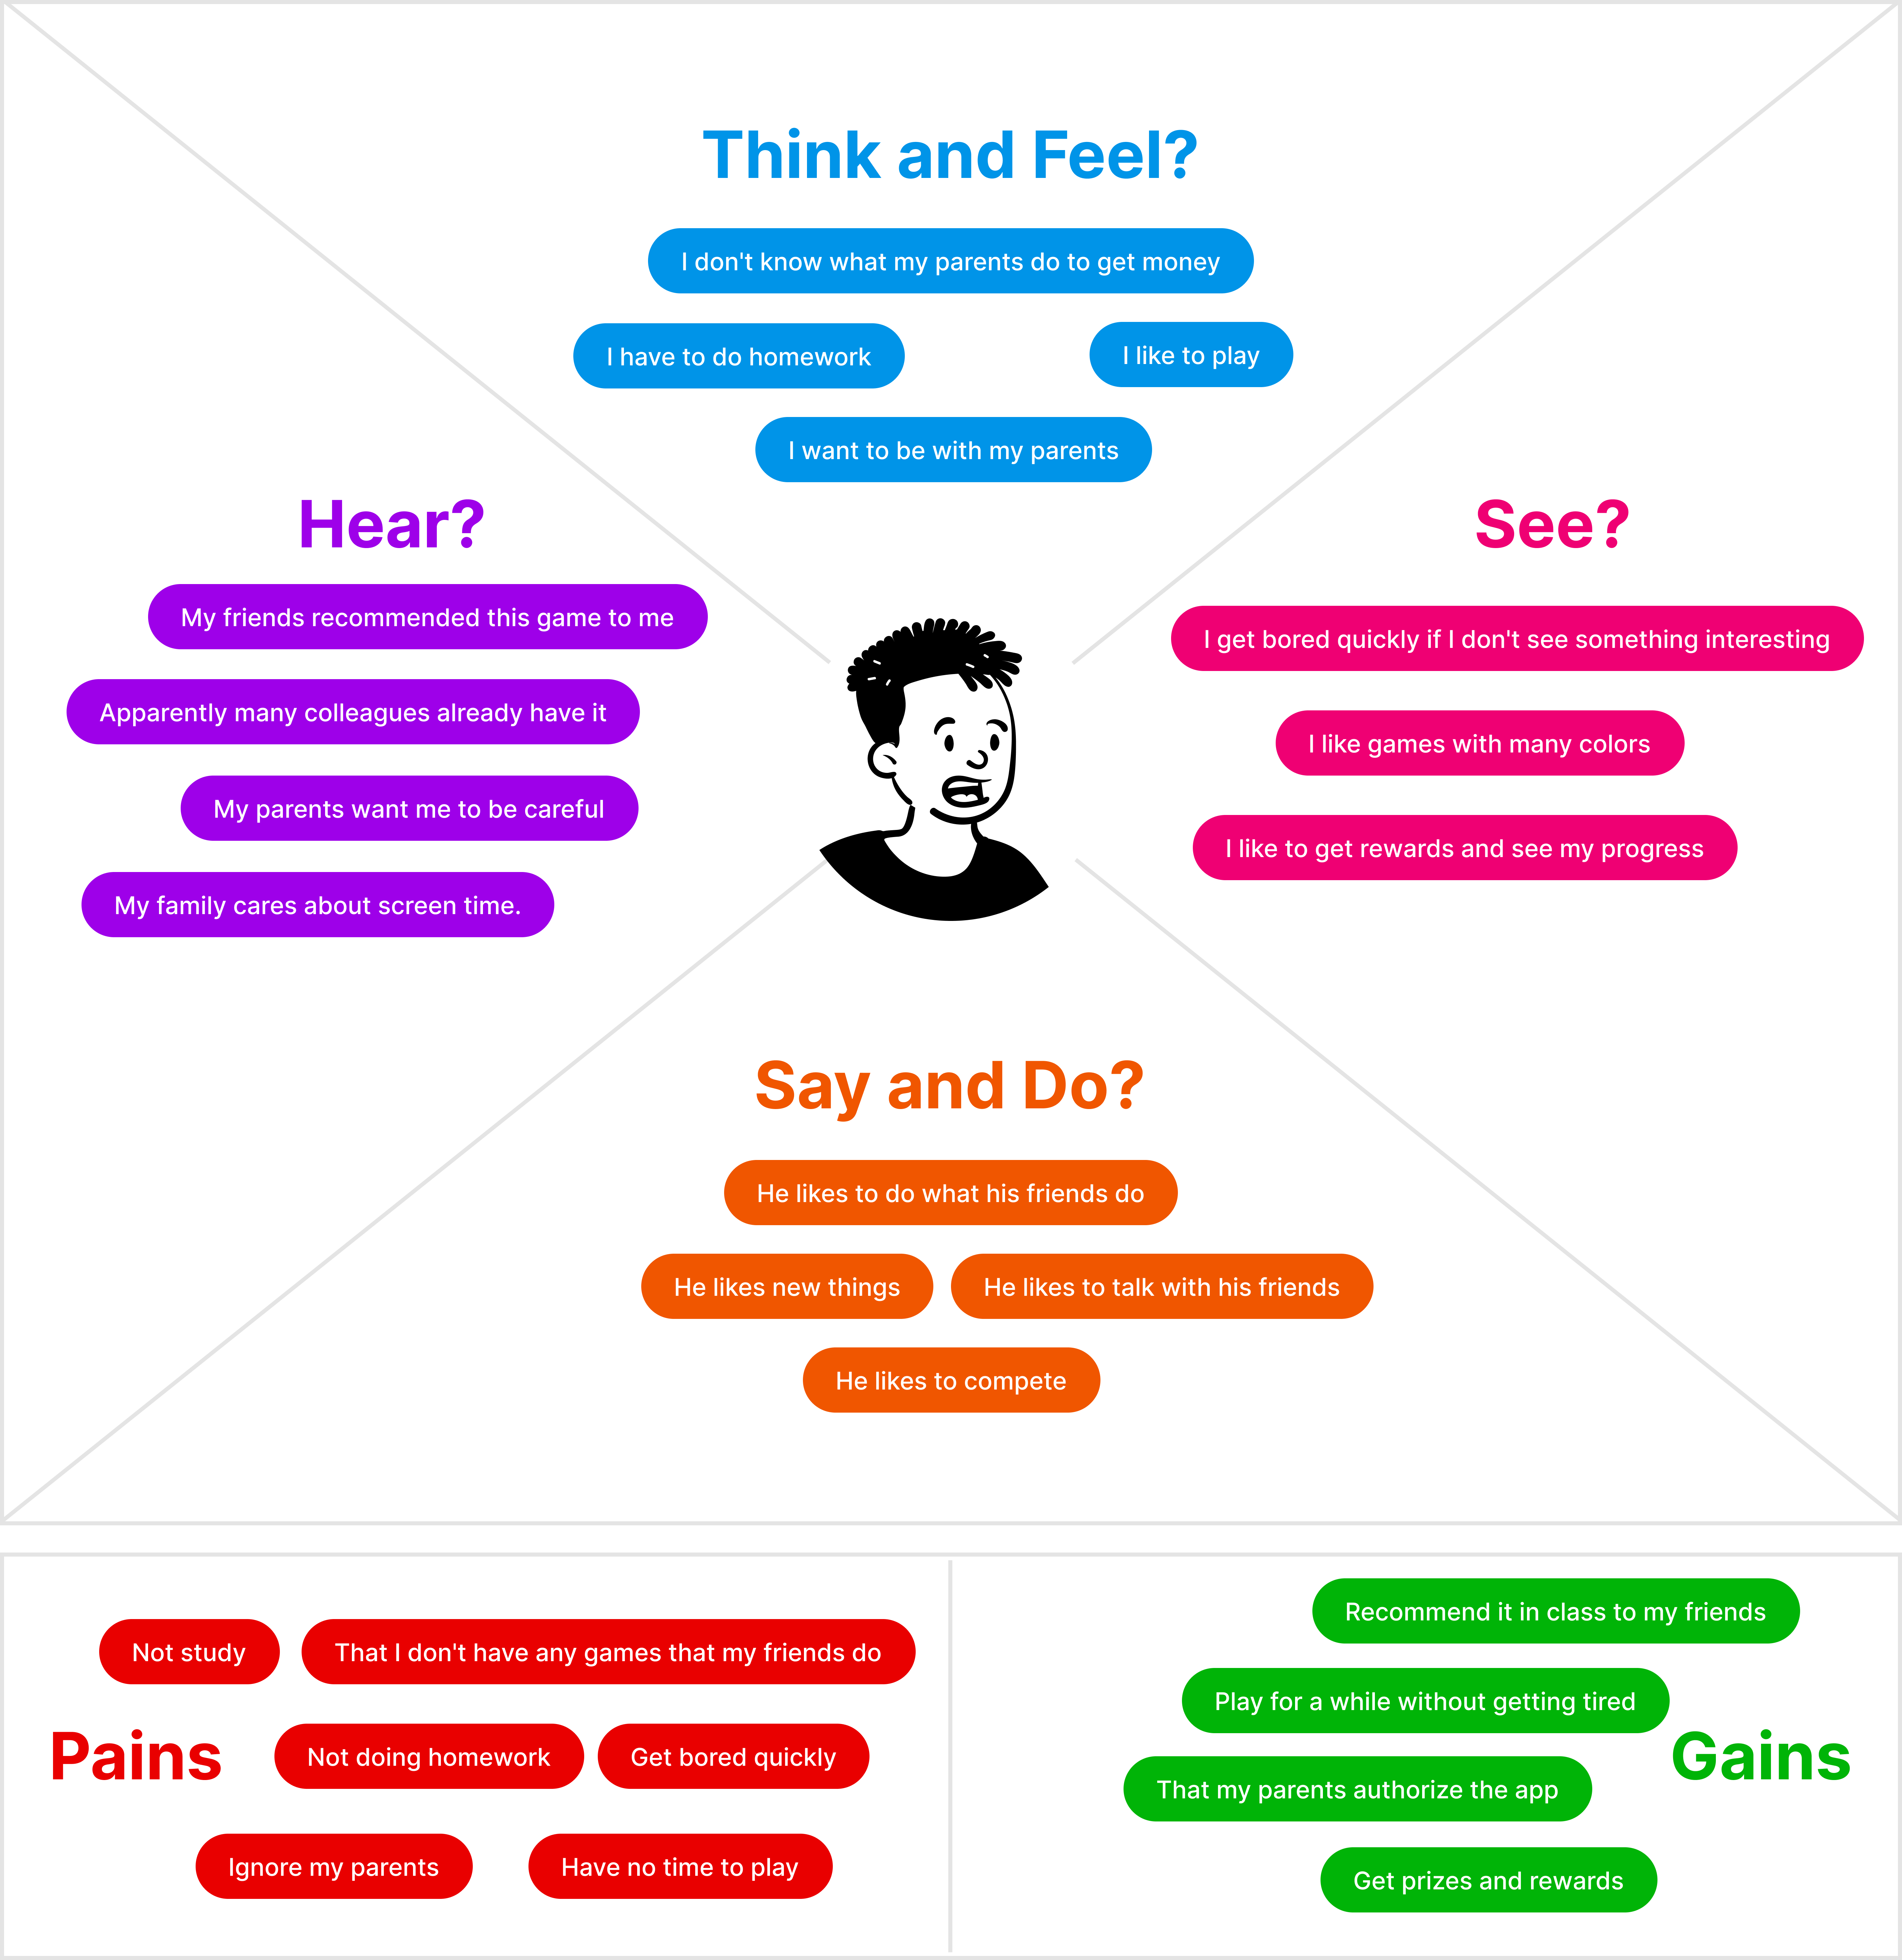 Think and Feel?
I don't know what my parents do to get money
I have to do homework
I like to play
I want to be with my parents
Hear?
My friends recommended this game to me
Apparently many colleagues already have it
My parents want me to be careful
My family cares about screen time.
See?
I get bored quickly if I don't see something interesting
I like games with many colors
I like to get rewards and see my progress
Say and Do?
He likes to do what his friends do
He likes new things
He likes to talk with his friends
He likes to compete
Pains
Not study
That I don't have any games that my friends do
Not doing homework
Get bored quickly
Ignore my parents
Have no time to play
Gains
Recommend it in class to my friends
Play for a while without getting tired
That my parents authorize the app
Get prizes and rewards